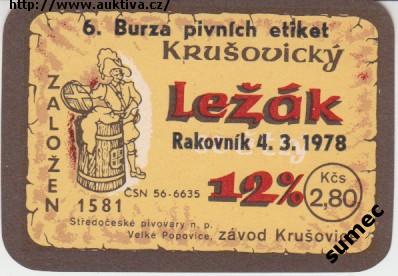 http://www.auktiva.cz/
6. Burza pivních etiket
Krušovický
Ležák
Rakovník 4. 3. 1978
12%
Kčs
2,80
ZALOŽEN
1581
ČSN 56-6635
Středočeské pivovary n. p.
Velké Popovice, závod Krušovice
sumec